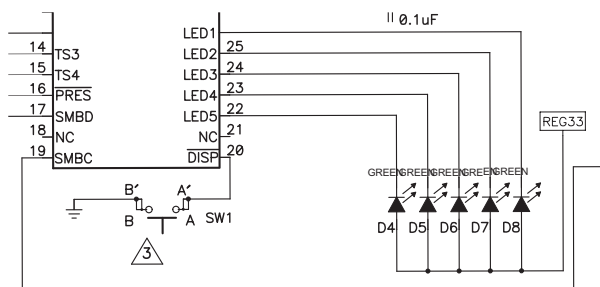 0.1uF
LED1
14 TS3 LED2 25
15 TS4 LED3 24
16 PRES LED4 23
17 SMBD LED5 22
18 NC NC 21
19 SMBC DISP 20
REG33
GREEN GREEN GREEN GREEN GREEN
B' A'
B A SW1
3
D4 D5 D6 D7 D8